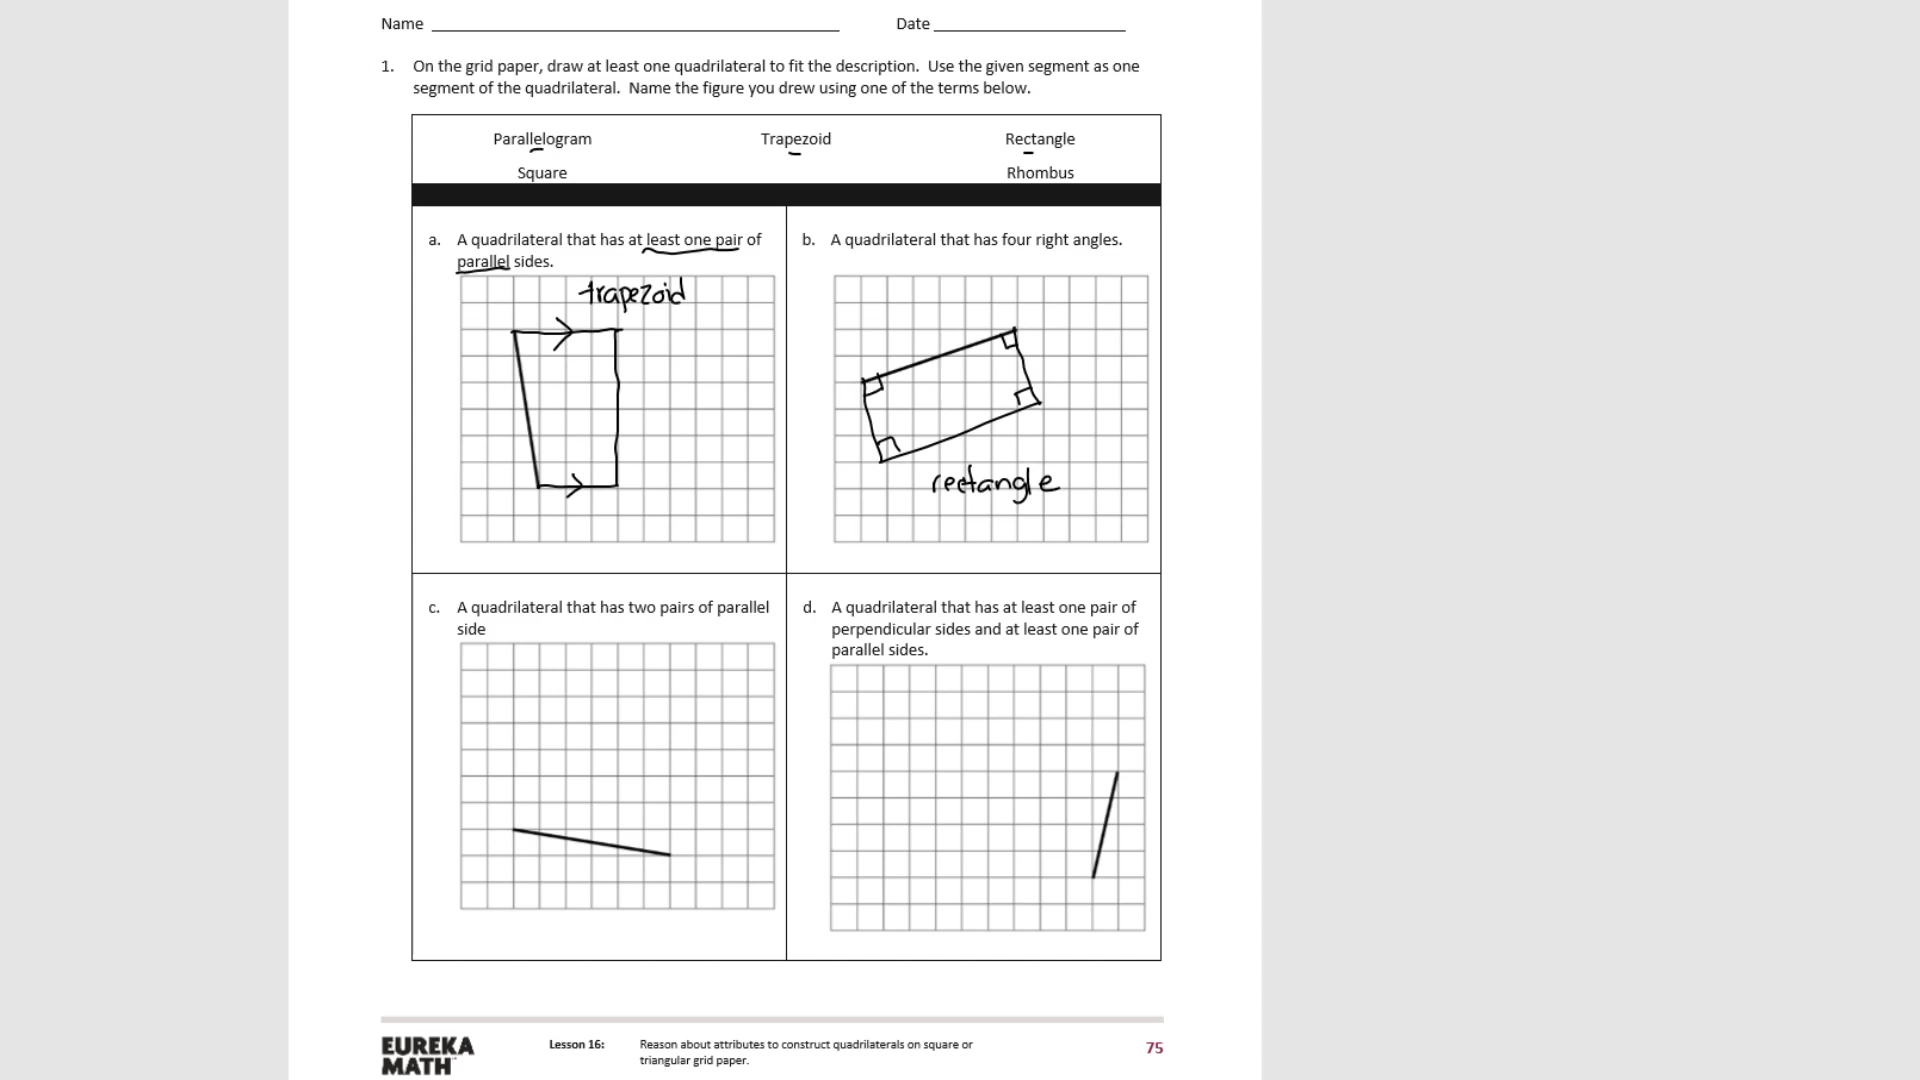 Name Date
1. On the grid paper, draw at least one quadrilateral to fit the description. Use the given segment as one
segment of the quadrilateral. Name the figure you drew using one of the terms below.
Parallelogram Trapezoid Rectangle
Square Rhombus
a. A quadrilateral that has at least one pair of
parallel sides.
trapezoid
b. A quadrilateral that has four right angles.
rectangle
c. A quadrilateral that has two pairs of parallel
side
d. A quadrilateral that has at least one pair of
perpendicular sides and at least one pair of
parallel sides.
EUREKA
MATH
Lesson 16: Reason about attributes to construct quadrilaterals on square or
triangular grid paper.
75